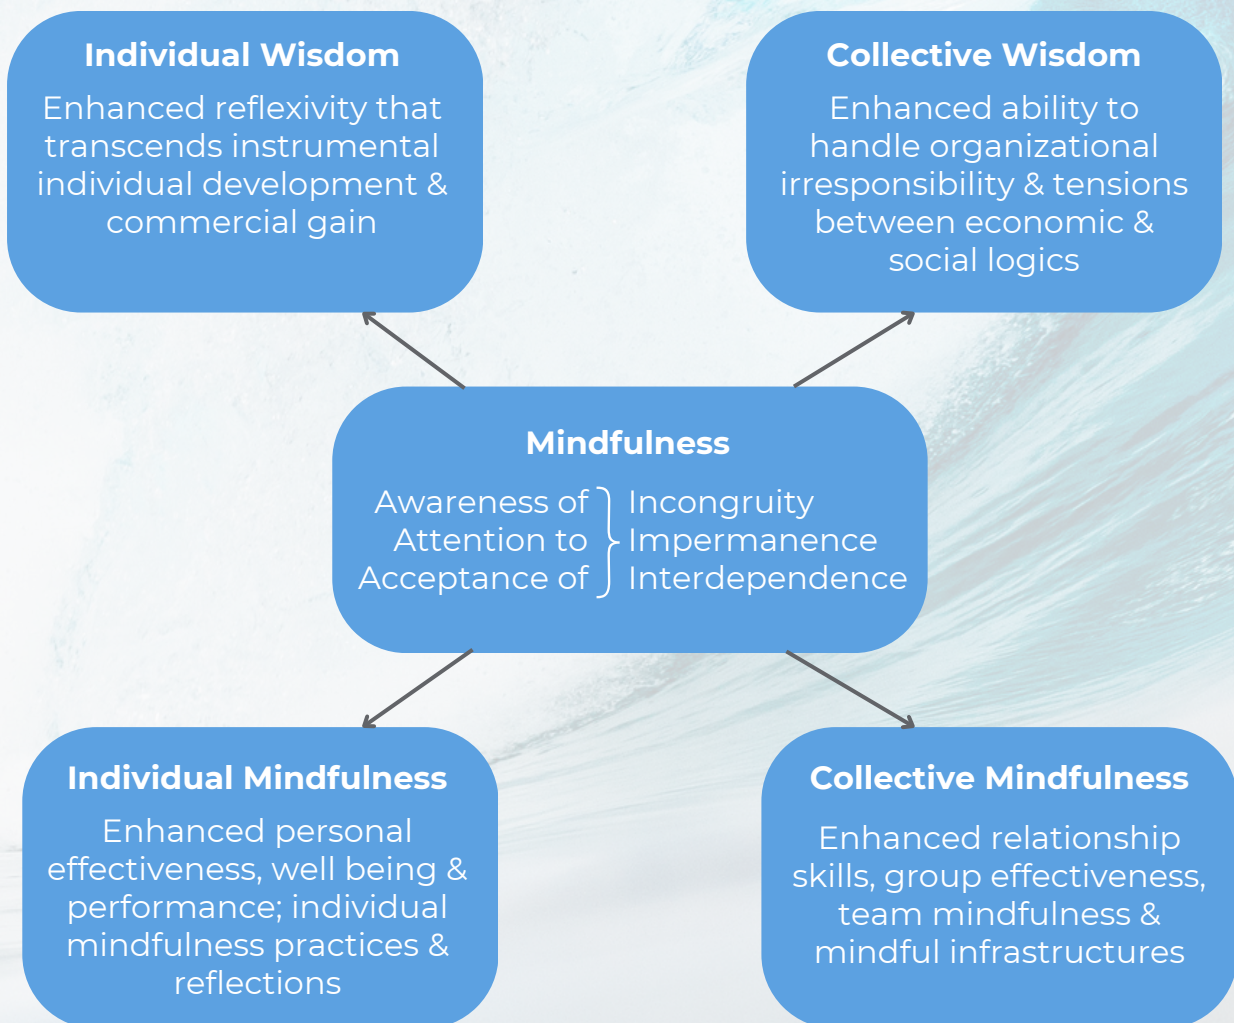 Individual Wisdom
Enhanced reflexivity that
transcends instrumental
individual development &
commercial gain
Collective Wisdom
Enhanced ability to
handle organizational
irresponsibility & tensions
between economic &
social logics
Mindfulness
Awareness of } Incongruity
Attention to } Impermanence
Acceptance of } Interdependence
Individual Mindfulness
Enhanced personal
effectiveness, well being &
performance; individual
mindfulness practices &
reflections
Collective Mindfulness
Enhanced relationship
skills, group effectiveness,
team mindfulness &
mindful infrastructures